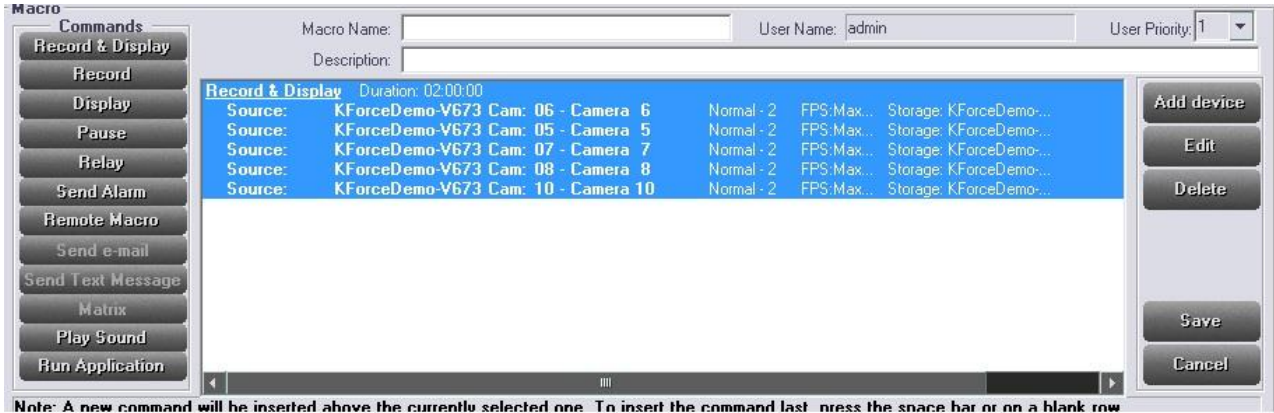 Macro
Commands
Record & Display
Record
Display
Pause
Relay
Send Alarm
Remote Macro
Send e-mail
Send Text Message
Matrix
Play Sound
Run Application
Macro Name: User Name: admin User Priority: 1
Description:
Record & Display Duration: 02:00:00
Source: KForceDemo-V673 Cam: 06 - Camera 6 Normal - 2 FPS:Max... Storage: KForceDemo-...
Source: KForceDemo-V673 Cam: 05 - Camera 5 Normal - 2 FPS:Max... Storage: KForceDemo-...
Source: KForceDemo-V673 Cam: 07 - Camera 7 Normal - 2 FPS:Max... Storage: KForceDemo-...
Source: KForceDemo-V673 Cam: 08 - Camera 8 Normal - 2 FPS:Max... Storage: KForceDemo-...
Source: KForceDemo-V673 Cam: 10 - Camera 10 Normal - 2 FPS:Max... Storage: KForceDemo-...
Add device
Edit
Delete
Save
Cancel
Note: A new command will be inserted above the currently selected one. To insert the command last, press the space bar or on a blank row